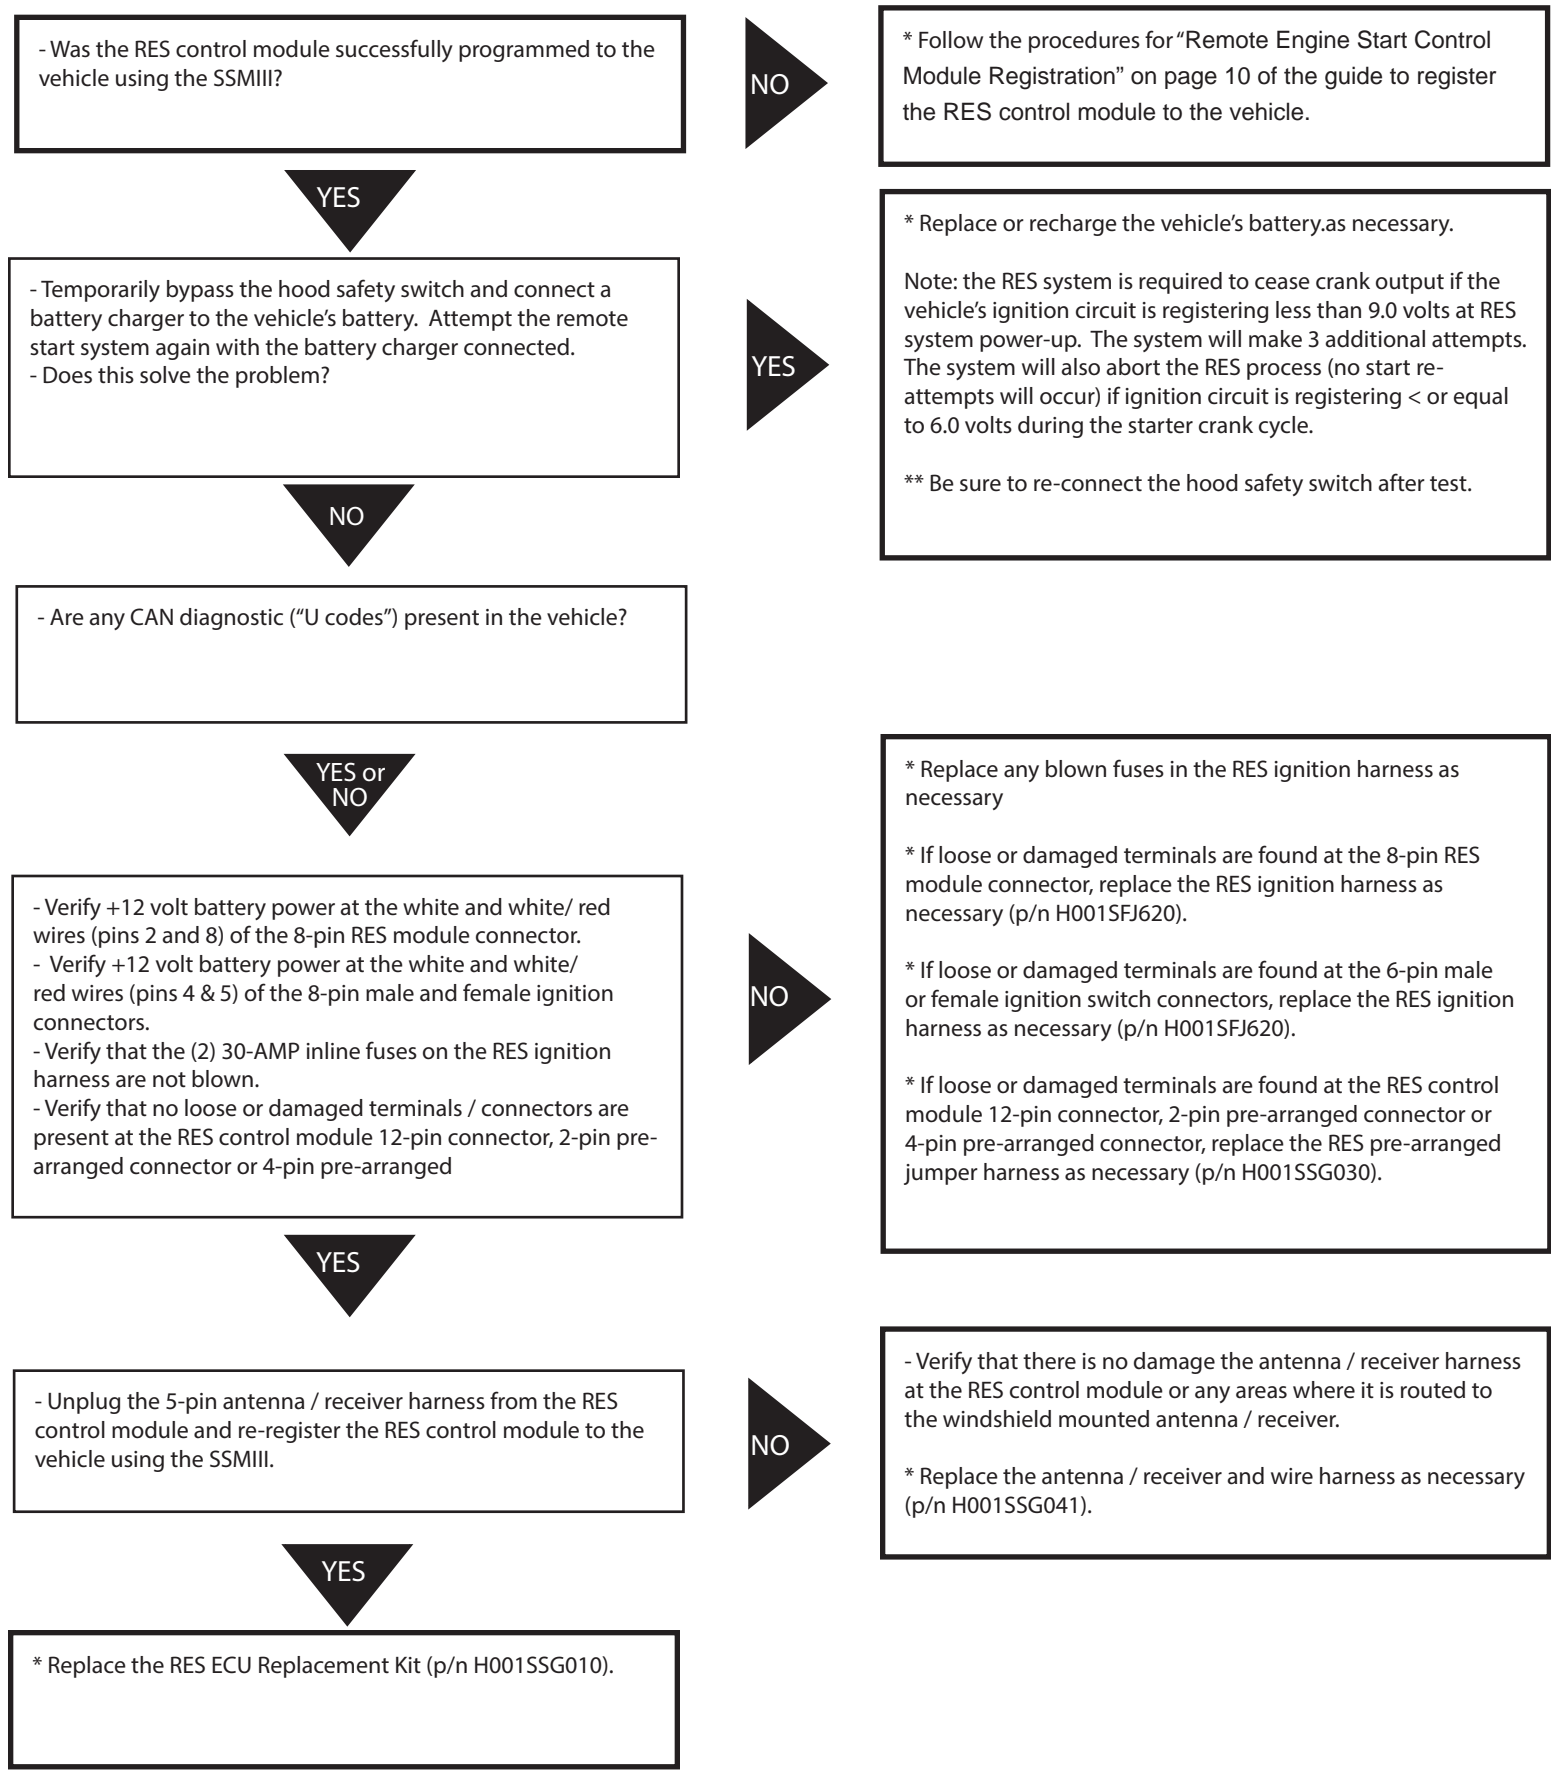 - Was the RES control module successfully programmed to the
vehicle using the SSMIII?
NO
* Follow the procedures for “Remote Engine Start Control
Module Registration” on page 10 of the guide to register
the RES control module to the vehicle.
YES
- Temporarily bypass the hood safety switch and connect a
battery charger to the vehicle’s battery.  Attempt the remote
start system again with the battery charger connected.
- Does this solve the problem?
YES
* Replace or recharge the vehicle’s battery.as necessary.
Note: the RES system is required to cease crank output if the
vehicle’s ignition circuit is registering less than 9.0 volts at RES
system power-up.  The system will make 3 additional attempts.
The system will also abort the RES process (no start re-
attempts will occur) if ignition circuit is registering < or equal
to 6.0 volts during the starter crank cycle.
** Be sure to re-connect the hood safety switch after test.
NO
- Are any CAN diagnostic (“U codes”) present in the vehicle?
YES or
NO
- Verify +12 volt battery power at the white and white/ red
wires (pins 2 and 8) of the 8-pin RES module connector.
-  Verify +12 volt battery power at the white and white/
red wires (pins 4 & 5) of the 8-pin male and female ignition
connectors.
- Verify that the (2) 30-AMP inline fuses on the RES ignition
harness are not blown.
- Verify that no loose or damaged terminals / connectors are
present at the RES control module 12-pin connector, 2-pin pre-
arranged connector or 4-pin pre-arranged
NO
* Replace any blown fuses in the RES ignition harness as
necessary
* If loose or damaged terminals are found at the 8-pin RES
module connector, replace the RES ignition harness as
necessary (p/n H001SFJ620).
* If loose or damaged terminals are found at the 6-pin male
or female ignition switch connectors, replace the RES ignition
harness as necessary (p/n H001SFJ620).
* If loose or damaged terminals are found at the RES control
module 12-pin connector, 2-pin pre-arranged connector or
4-pin pre-arranged connector, replace the RES pre-arranged
jumper harness as necessary (p/n H001SSG030).
YES
- Unplug the 5-pin antenna / receiver harness from the RES
control module and re-register the RES control module to the
vehicle using the SSMIII.
NO
- Verify that there is no damage the antenna / receiver harness
at the RES control module or any areas where it is routed to
the windshield mounted antenna / receiver.
* Replace the antenna / receiver and wire harness as necessary
(p/n H001SSG041).
YES
* Replace the RES ECU Replacement Kit (p/n H001SSG010).